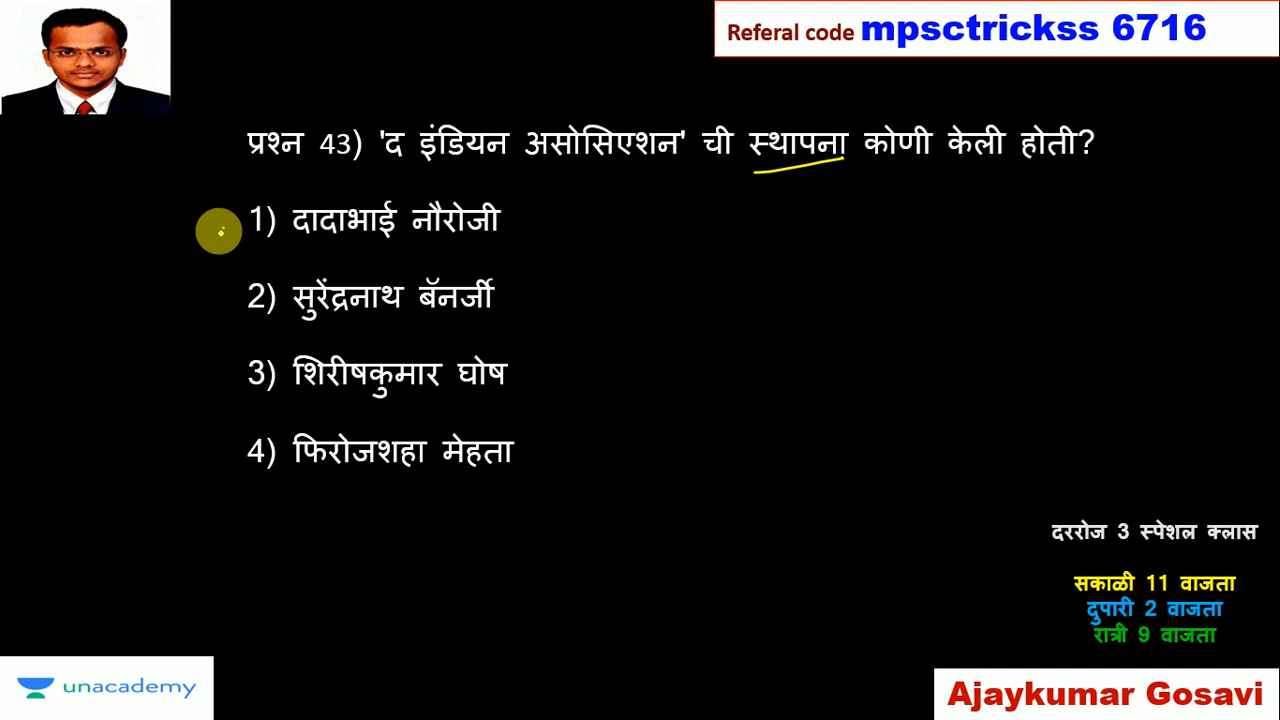 Referal code mpsctrickss 6716
प्रश्न 43) 'द इंडियन असोसिएशन' ची स्थापना कोणी केली होती?
1) दादाभाई नौरोजी
2) सुरेंद्रनाथ बॅनर्जी
3) शिरीषकुमार घोष
4) फिरोजशहा मेहता
दररोज 3 स्पेशल क्लास
सकाळी 11 वाजता
दुपारी 2 वाजता
रात्री 9 वाजता
unacademy
Ajaykumar Gosavi